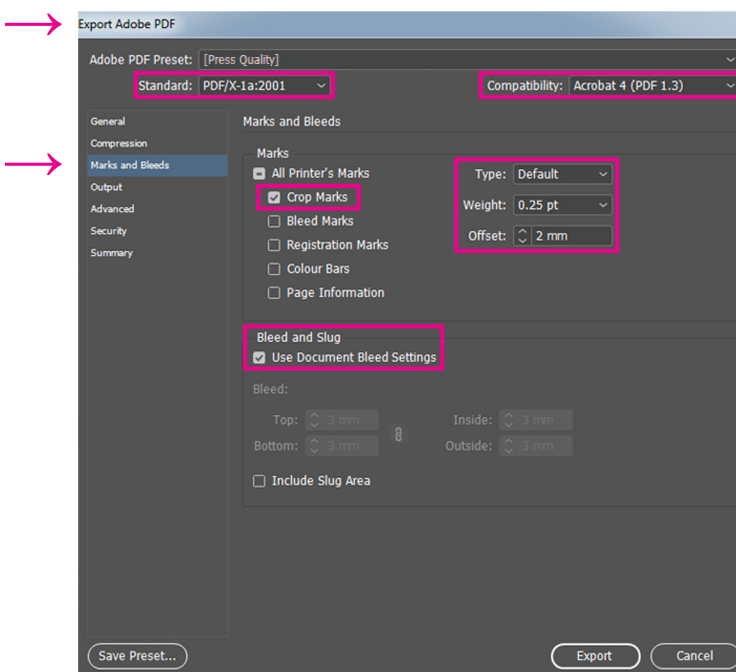 Export Adobe PDF
Adobe PDF Preset: [Press Quality]
Standard: PDF/X-1a:2001 Compatibility: Acrobat 4 (PDF 1.3)
General
Compression
Marks and Bleeds
Output
Advanced
Security
Summary
Marks and Bleeds
Marks
All Printer's Marks
Crop Marks
Bleed Marks
Registration Marks
Colour Bars
Page Information
Type: Default
Weight: 0.25 pt
Offset: 2 mm
Bleed and Slug
Use Document Bleed Settings
Bleed:
Top: 3 mm Inside: 3 mm
Bottom: 3 mm Outside: 3 mm
Include Slug Area
Save Preset... Export Cancel